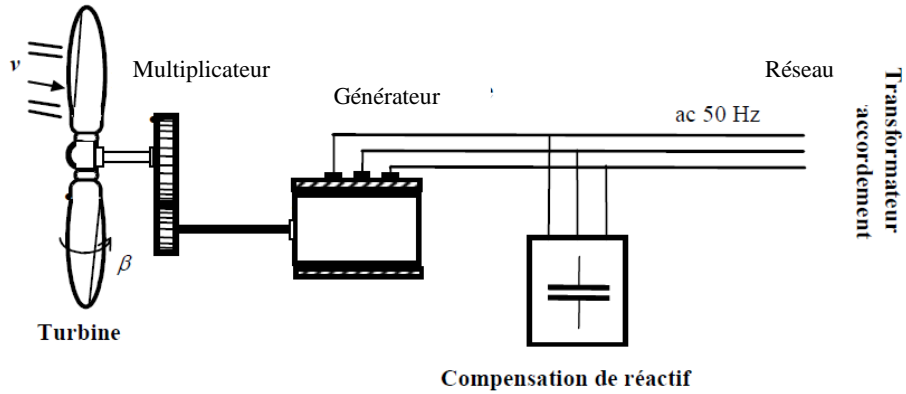 v
Multiplicateur
Générateur
Réseau
ac 50 Hz
Transformateur
accordement
β
Turbine
Compensation de réactif